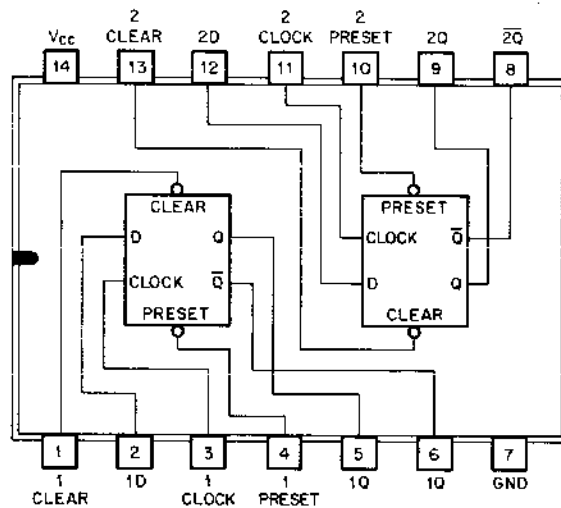 2 2 2
Vcc CLEAR 2D CLOCK PRESET 2Q 2̅Q̅
14 13 12 11 10 9 8
CLEAR PRESET
D Q CLOCK Q̅
CLOCK Q̅ D Q
PRESET CLEAR
1 2 3 4 5 6 7
1 1D 1 1 1Q 1Q GND
CLEAR CLOCK PRESET